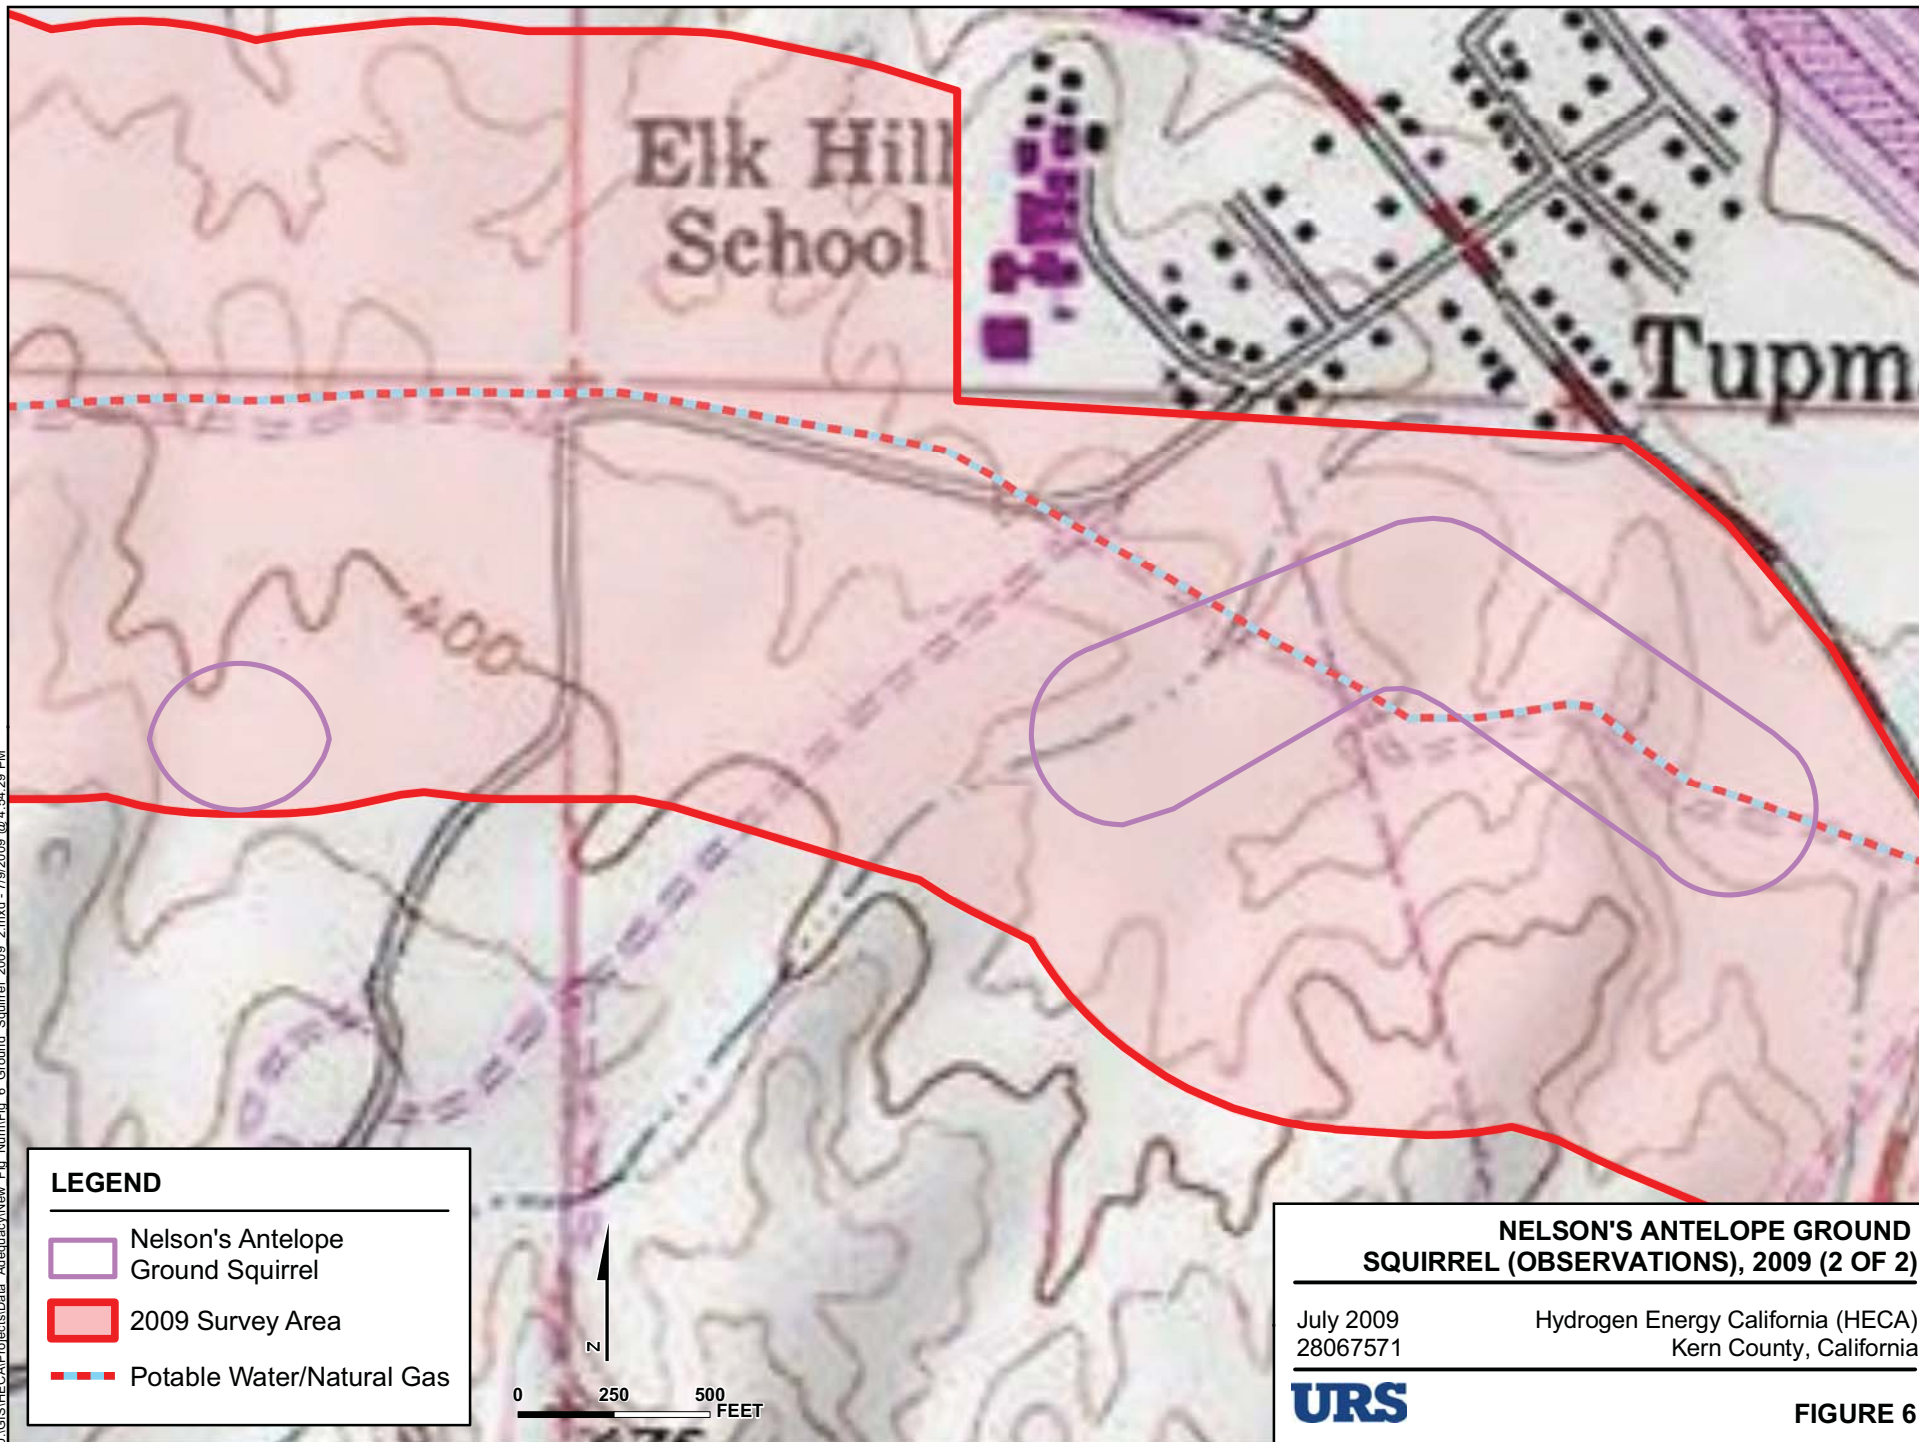 Elk Hill
School
Tupm
400
LEGEND
Nelson's Antelope
Ground Squirrel
2009 Survey Area
Potable Water/Natural Gas
N
0 250 500
FEET
NELSON'S ANTELOPE GROUND
SQUIRREL (OBSERVATIONS), 2009 (2 OF 2)
July 2009
Hydrogen Energy California (HECA)
28067571
Kern County, California
URS
FIGURE 6